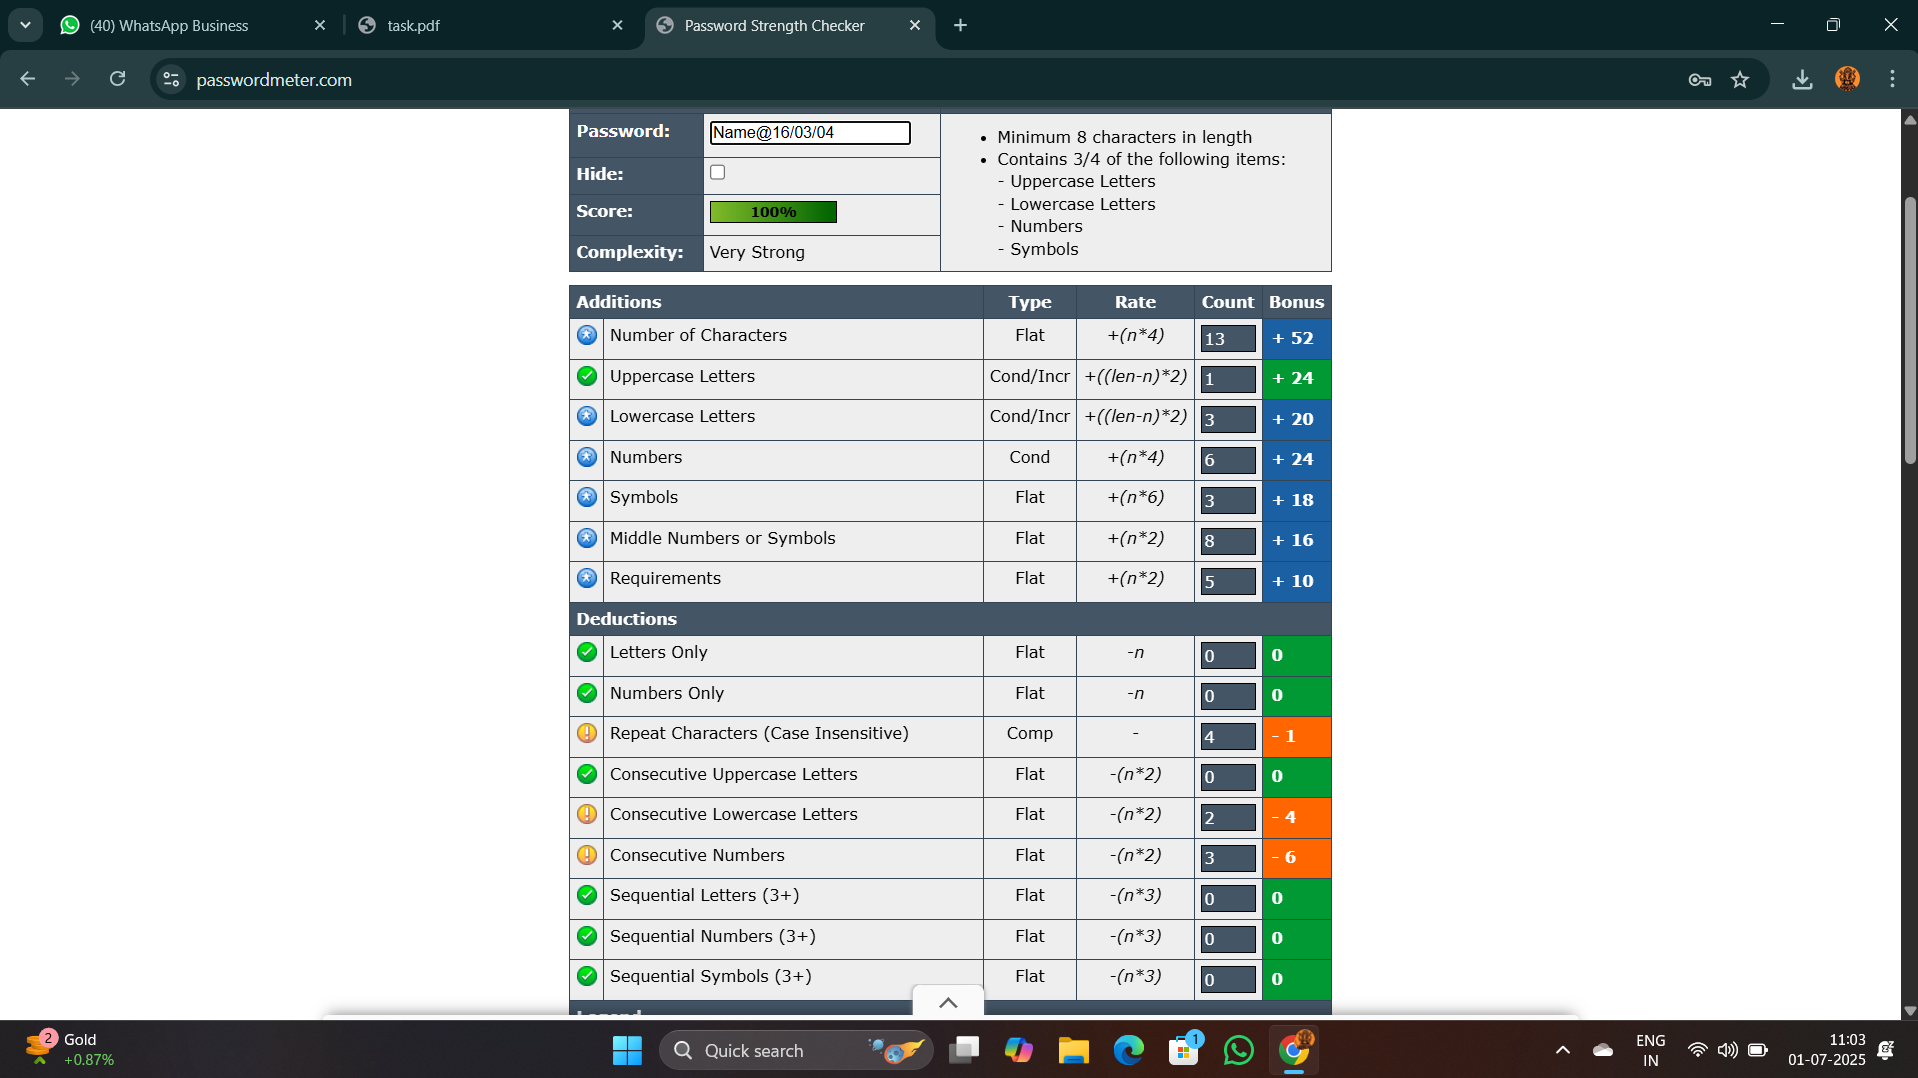 (40) WhatsApp Business
task.pdf
Password Strength Checker
passwordmeter.com
Password:
Name@16/03/04
Hide:
Score:
100%
Complexity:
Very Strong
• Minimum 8 characters in length
• Contains 3/4 of the following items:
- Uppercase Letters
- Lowercase Letters
- Numbers
- Symbols
Additions Type Rate Count Bonus
Number of Characters Flat +(n*4) 13 + 52
Uppercase Letters Cond/Incr +((len-n)*2) 1 + 24
Lowercase Letters Cond/Incr +((len-n)*2) 3 + 20
Numbers Cond +(n*4) 6 + 24
Symbols Flat +(n*6) 3 + 18
Middle Numbers or Symbols Flat +(n*2) 8 + 16
Requirements Flat +(n*2) 5 + 10
Deductions
Letters Only Flat -n 0 0
Numbers Only Flat -n 0 0
Repeat Characters (Case Insensitive) Comp - 4 - 1
Consecutive Uppercase Letters Flat -(n*2) 0 0
Consecutive Lowercase Letters Flat -(n*2) 2 - 4
Consecutive Numbers Flat -(n*2) 3 - 6
Sequential Letters (3+) Flat -(n*3) 0 0
Sequential Numbers (3+) Flat -(n*3) 0 0
Sequential Symbols (3+) Flat -(n*3) 0 0
Legend
2
Gold
+0.87%
Quick search
1
ENG
IN
11:03
01-07-2025